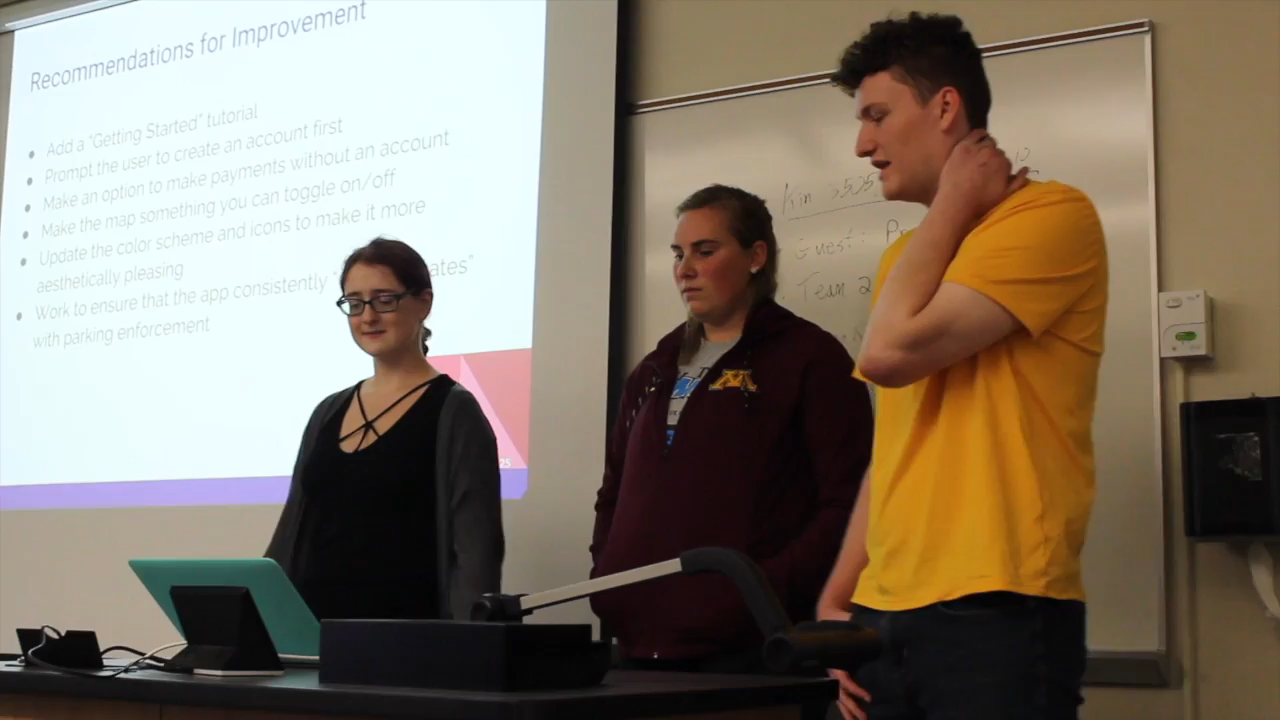 Recommendations for Improvement
● Add a “Getting Started” tutorial
● Prompt the user to create an account first
● Make an option to make payments without an account
● Make the map something you can toggle on/off
● Update the color scheme and icons to make it more
aesthetically pleasing
● Work to ensure that the app consistently “
with parking enforcement
25
Guest:
Team 2
M